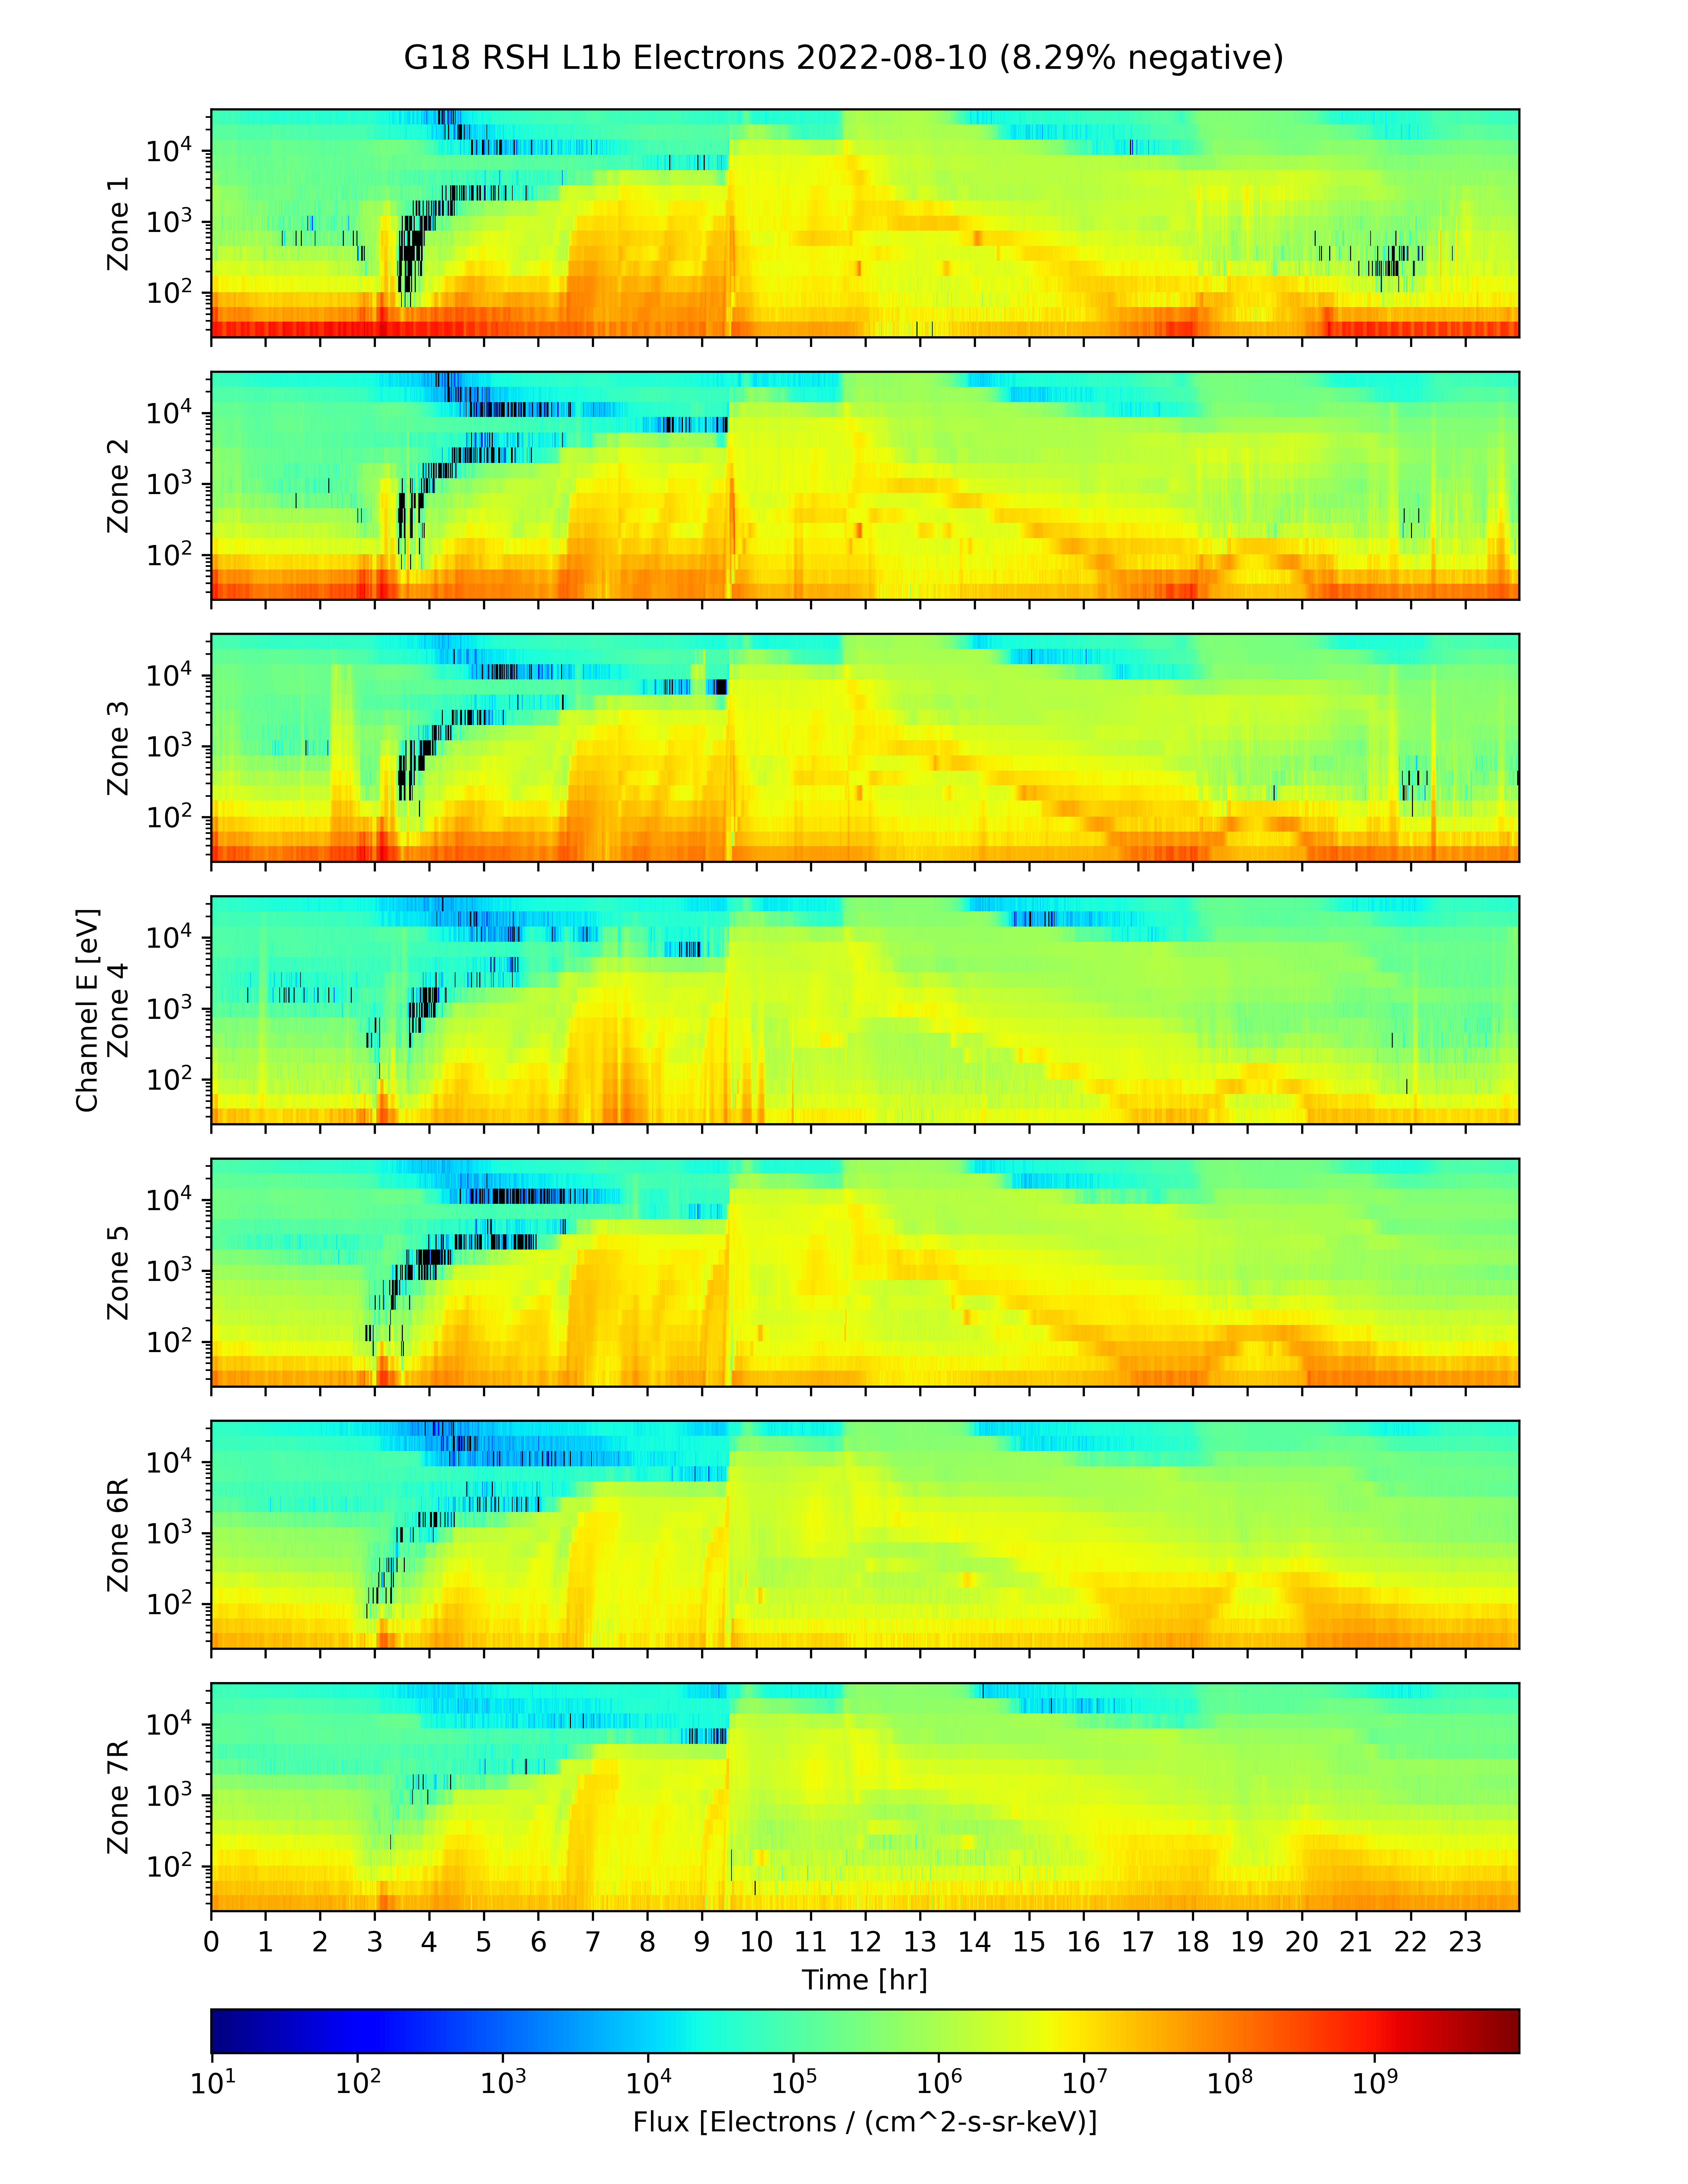 G18 RSH L1b Electrons 2022-08-10 (8.29% negative)
Zone 1
10^4
10^3
10^2
Zone 2
10^4
10^3
10^2
Zone 3
10^4
10^3
10^2
Channel E [eV]
Zone 4
10^4
10^3
10^2
Zone 5
10^4
10^3
10^2
Zone 6R
10^4
10^3
10^2
Zone 7R
10^4
10^3
10^2
0 1 2 3 4 5 6 7 8 9 10 11 12 13 14 15 16 17 18 19 20 21 22 23
Time [hr]
10^1 10^2 10^3 10^4 10^5 10^6 10^7 10^8 10^9
Flux [Electrons / (cm^2-s-sr-keV)]